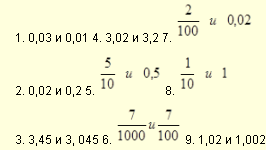 1. 0,03 и 0,01 4. 3,02 и 3,2 7. 2/100 и 0,02
2. 0,02 и 0,2 5. 5/10 и 0,5 8. 1/10 и 1
3. 3,45 и 3, 045 6. 7/1000 и 7/100 9. 1,02 и 1,002